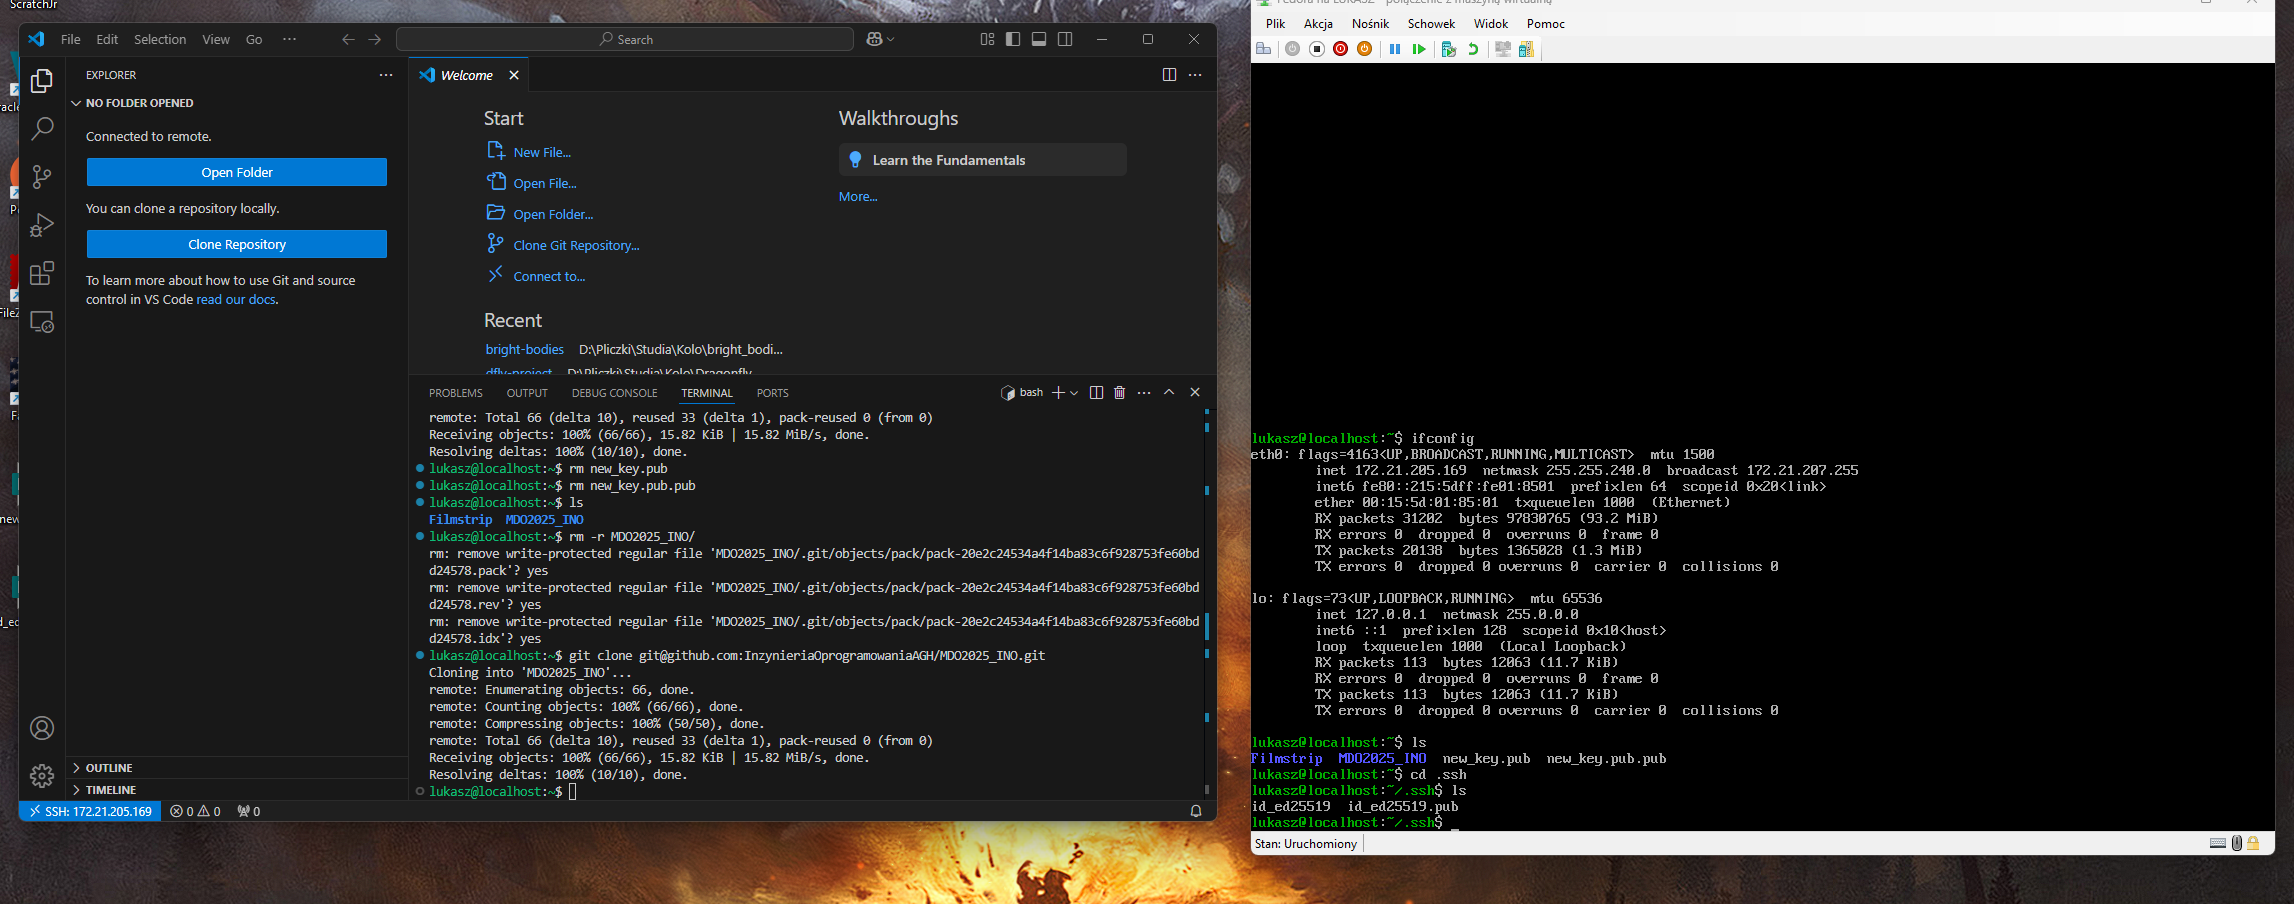 ScratchJr
File Edit Selection View Go ···
Search
EXPLORER
NO FOLDER OPENED
Connected to remote.
Open Folder
You can clone a repository locally.
Clone Repository
To learn more about how to use Git and source
control in VS Code read our docs.
OUTLINE
TIMELINE
Welcome
Start
New File...
Open File...
Open Folder...
Clone Git Repository...
Connect to...
Recent
bright-bodies D:\Pliczki\Studia\Kolo\bright_bodi...
dfly-project D:\Pliczki\Studia\Kolo\Dragonfly
Walkthroughs
Learn the Fundamentals
More...
PROBLEMS OUTPUT DEBUG CONSOLE TERMINAL PORTS
bash
remote: Total 66 (delta 10), reused 33 (delta 1), pack-reused 0 (from 0)
Receiving objects: 100% (66/66), 15.82 KiB | 15.82 MiB/s, done.
Resolving deltas: 100% (10/10), done.
lukasz@localhost:~$ rm new_key.pub
lukasz@localhost:~$ rm new_key.pub.pub
lukasz@localhost:~$ ls
Filmstrip MDO2025_INO
lukasz@localhost:~$ rm -r MDO2025_INO/
rm: remove write-protected regular file 'MDO2025_INO/.git/objects/pack/pack-20e2c24534a4f14ba83c6f928753fe60bd
d24578.pack'? yes
rm: remove write-protected regular file 'MDO2025_INO/.git/objects/pack/pack-20e2c24534a4f14ba83c6f928753fe60bd
d24578.rev'? yes
rm: remove write-protected regular file 'MDO2025_INO/.git/objects/pack/pack-20e2c24534a4f14ba83c6f928753fe60bd
d24578.idx'? yes
lukasz@localhost:~$ git clone git@github.com:InzynieriaOprogramowaniaAGH/MDO2025_INO.git
Cloning into 'MDO2025_INO'...
remote: Enumerating objects: 66, done.
remote: Counting objects: 100% (66/66), done.
remote: Compressing objects: 100% (50/50), done.
remote: Total 66 (delta 10), reused 33 (delta 1), pack-reused 0 (from 0)
Receiving objects: 100% (66/66), 15.82 KiB | 15.82 MiB/s, done.
Resolving deltas: 100% (10/10), done.
lukasz@localhost:~$
SSH: 172.21.205.169 0 0 0
Fedora na LUKASZ - połączenie z maszyną wirtualną
Plik Akcja Nośnik Schowek Widok Pomoc
lukasz@localhost:~$ ifconfig
eth0: flags=4163<UP,BROADCAST,RUNNING,MULTICAST> mtu 1500
inet 172.21.205.169 netmask 255.255.240.0 broadcast 172.21.207.255
inet6 fe80::215:5dff:fe01:8501 prefixlen 64 scopeid 0x20<link>
ether 00:15:5d:01:85:01 txqueuelen 1000 (Ethernet)
RX packets 31202 bytes 97830765 (93.2 MiB)
RX errors 0 dropped 0 overruns 0 frame 0
TX packets 20138 bytes 1365028 (1.3 MiB)
TX errors 0 dropped 0 overruns 0 carrier 0 collisions 0
lo: flags=73<UP,LOOPBACK,RUNNING> mtu 65536
inet 127.0.0.1 netmask 255.0.0.0
inet6 ::1 prefixlen 128 scopeid 0x10<host>
loop txqueuelen 1000 (Local Loopback)
RX packets 113 bytes 12063 (11.7 KiB)
RX errors 0 dropped 0 overruns 0 frame 0
TX packets 113 bytes 12063 (11.7 KiB)
TX errors 0 dropped 0 overruns 0 carrier 0 collisions 0
lukasz@localhost:~$ ls
Filmstrip MDO2025_INO new_key.pub new_key.pub.pub
lukasz@localhost:~$ cd .ssh
lukasz@localhost:~/.ssh$ ls
id_ed25519 id_ed25519.pub
lukasz@localhost:~/.ssh$
Stan: Uruchomiony